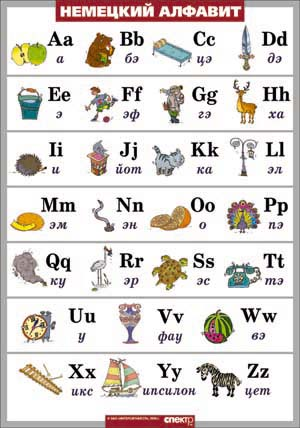 НЕМЕЦКИЙ АЛФАВИТ
Aa Bb Cc Dd
а бэ цэ дэ
Ee Ff Gg Hh
э эф гэ ха
Ii Jj Kk Ll
и йот ка эл
Mm Nn Oo Pp
эм эн о пэ
Qq Rr Ss Tt
ку эр эс тэ
Uu Vv Ww
у фау вэ
Xx Yy Zz
икс ипсилон цет
спектр